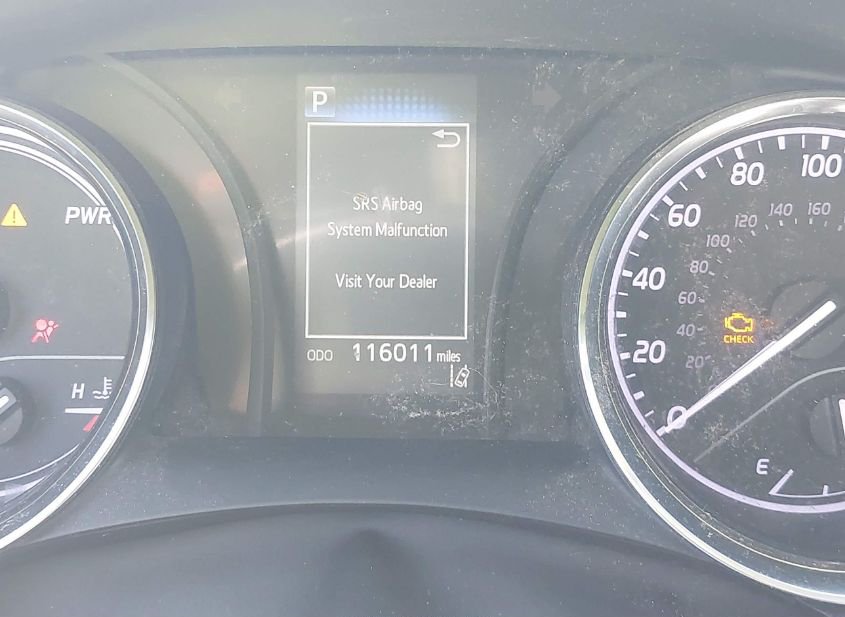 P
SRS Airbag
System Malfunction
Visit Your Dealer
ODO 116011 miles
PWR
H
100
80
60
40
20
0
160
140
120
100
80
60
40
20
CHECK
E